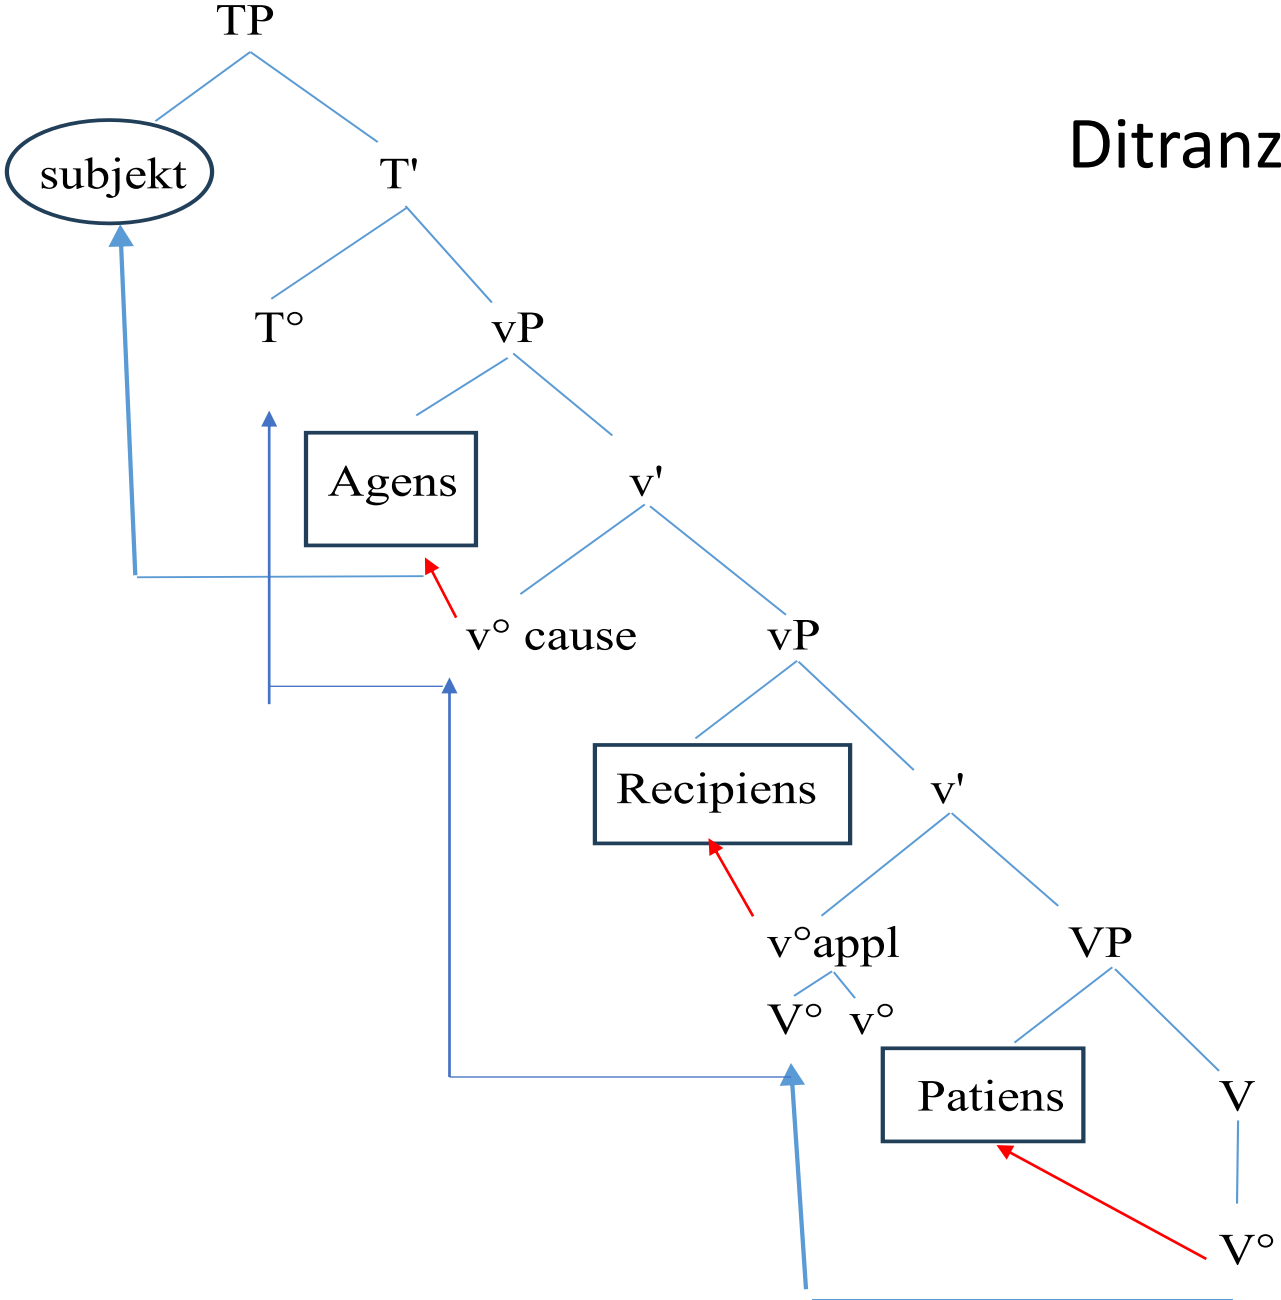 TP
Ditranz
subjekt
T'
T° vP
Agens
v'
v° cause vP
Recipiens
v'
v°appl VP
V° v°
Patiens
V
V°